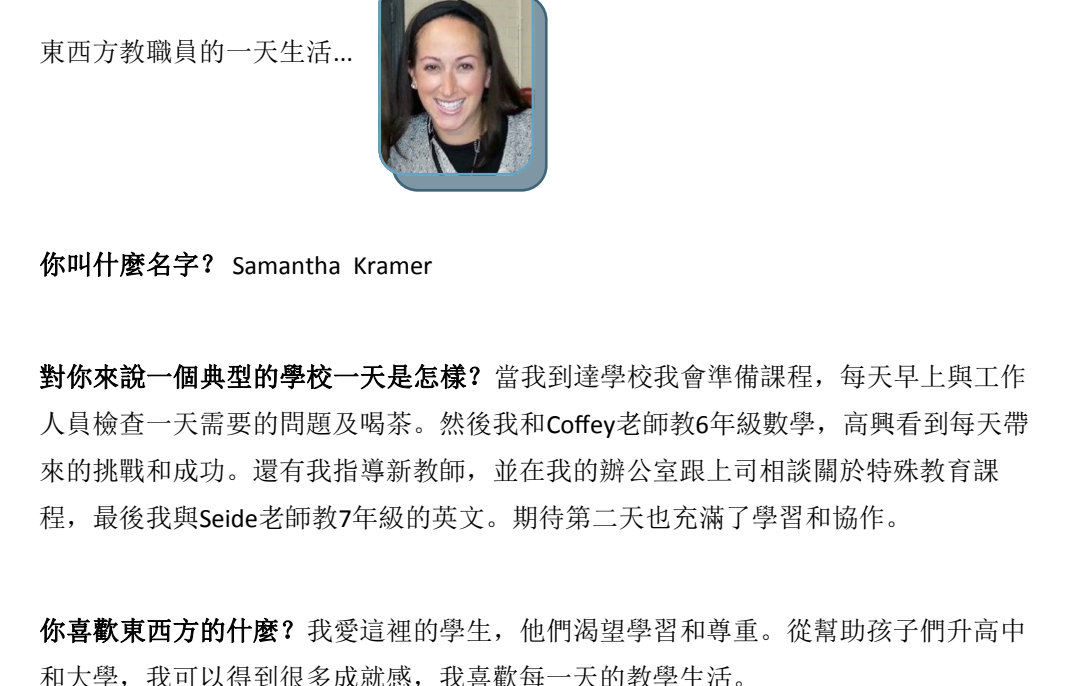 東西方教職員的一天生活...
你叫什麼名字？ Samantha Kramer
對你來說一個典型的學校一天是怎樣？當我到達學校我會準備課程，每天早上與工作
人員檢查一天需要的問題及喝茶。然後我和Coffey老師教6年級數學，高興看到每天帶
來的挑戰和成功。還有我指導新教師，並在我的辦公室跟上司相談關於特殊教育課
程，最後我與Seide老師教7年級的英文。期待第二天也充滿了學習和協作。
你喜歡東西方的什麼？我愛這裡的學生，他們渴望學習和尊重。從幫助孩子們升高中
和大學，我可以得到很多成就感，我喜歡每一天的教學生活。